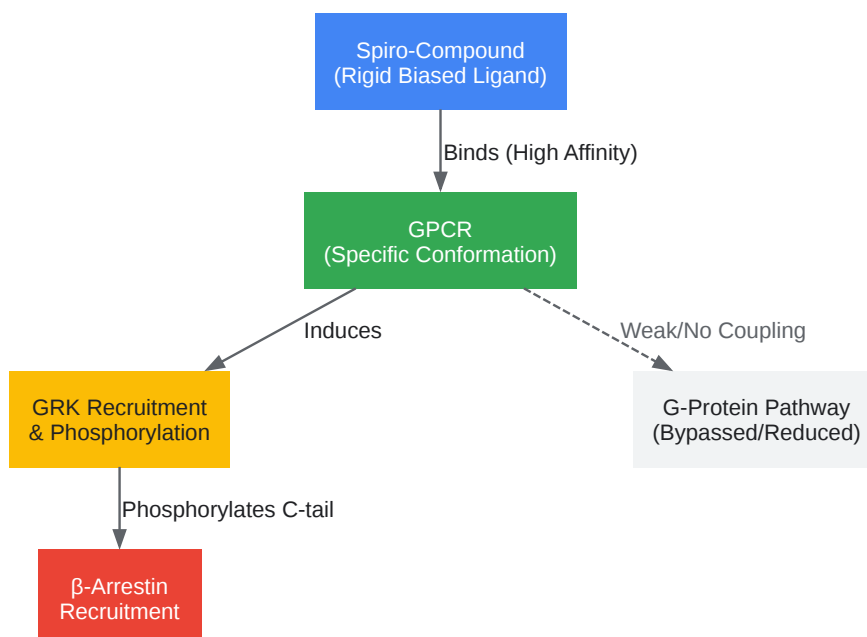 Spiro-Compound
(Rigid Biased Ligand)
Binds (High Affinity)
GPCR
(Specific Conformation)
Induces
Weak/No Coupling
GRK Recruitment
& Phosphorylation
G-Protein Pathway
(Bypassed/Reduced)
Phosphorylates C-tail
β-Arrestin
Recruitment